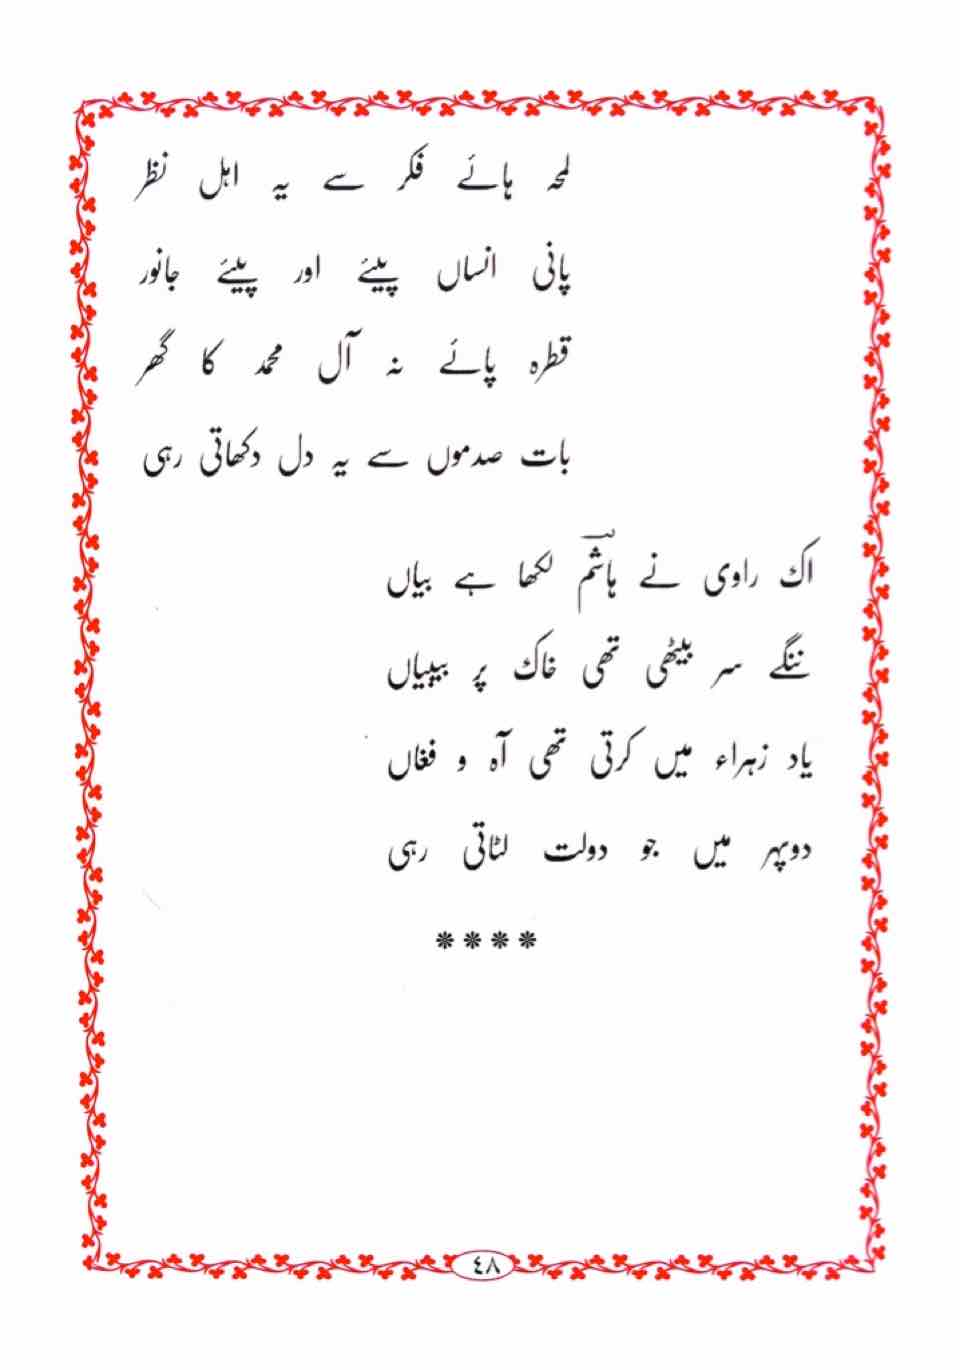 لمحہ ہائے فکر سے یہ اہل نظر
پانی انساں پیئے اور پیئے جانور
قطرہ پائے نہ آل محمد کا گھر
بات صدموں سے یہ دل دکھاتی رہی
اک راوی نے ہاشم لکھا ہے بیاں
ننگے سر بیٹھی تھی خاک پر بیبیاں
یاد زہراء میں کرتی تھی آہ و فغاں
دوپہر میں جو دولت لٹاتی رہی
****
٤٨